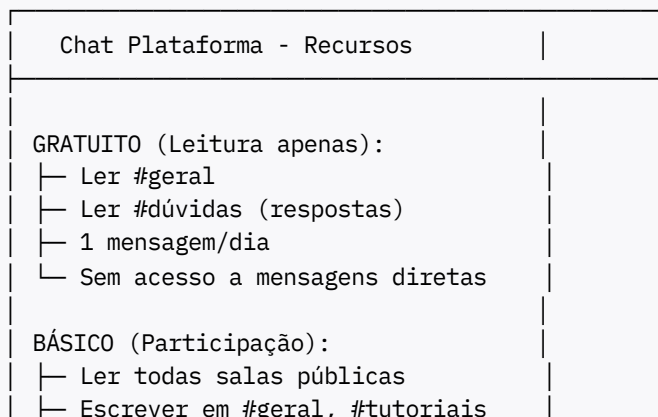 Chat Plataforma - Recursos
GRATUITO (Leitura apenas):
├─ Ler #geral
├─ Ler #dúvidas (respostas)
├─ 1 mensagem/dia
└─ Sem acesso a mensagens diretas
BÁSICO (Participação):
├─ Ler todas salas públicas
├─ Escrever em #geral, #tutoriais